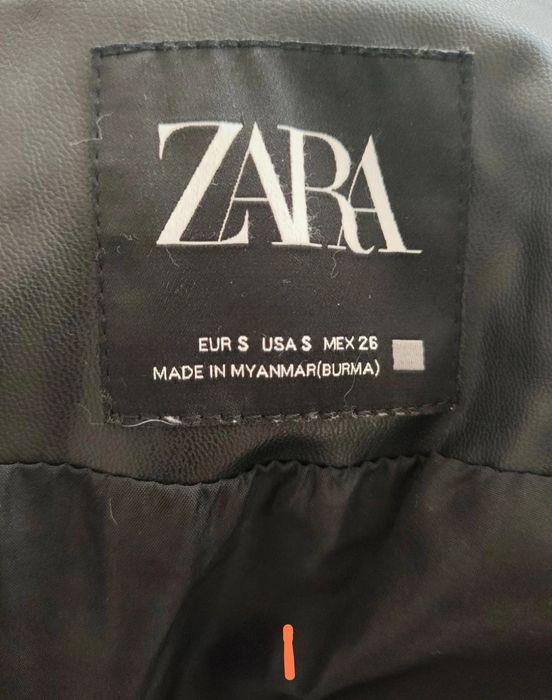 ZARA
EUR S USA S MEX 26
MADE IN MYANMAR(BURMA)